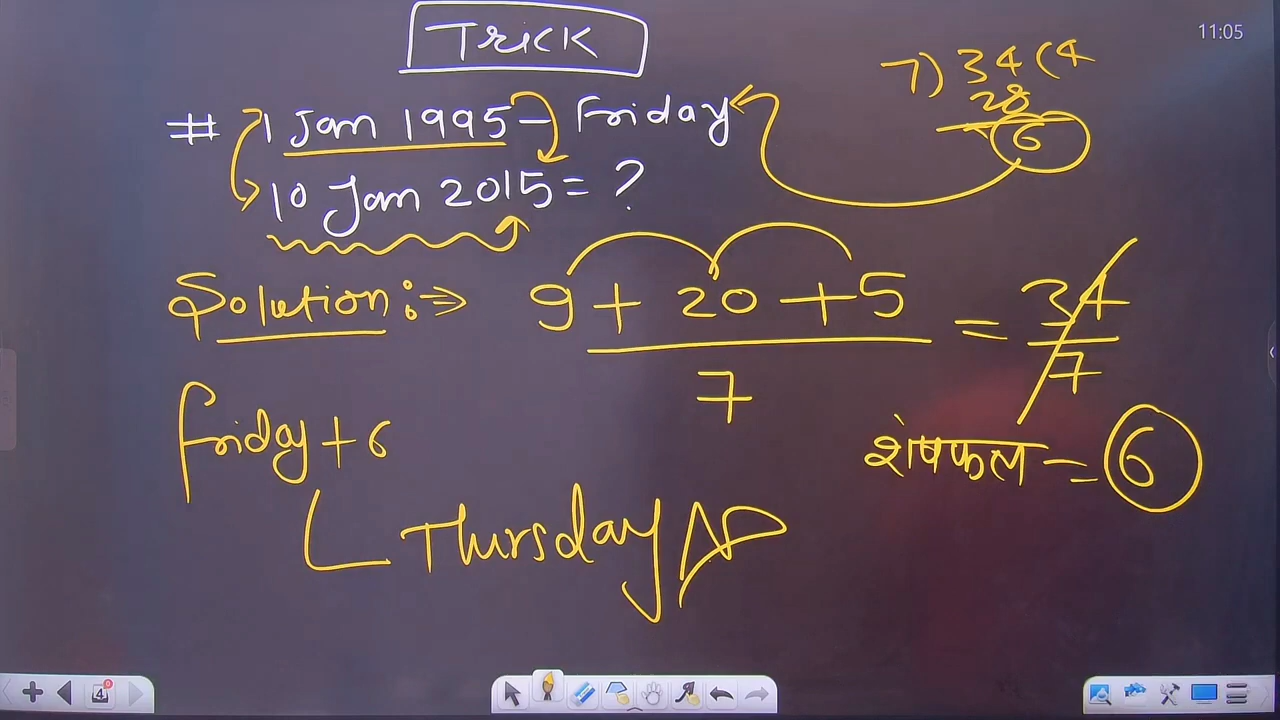 11:05
Trick
7) 34 (4
28
6
# 1 Jan 1995 – Friday
10 Jan 2015 = ?
Solution :⇒ 9 + 20 + 5 = 34
7 7
शेषफल = 6
Friday + 6
Thursday
4